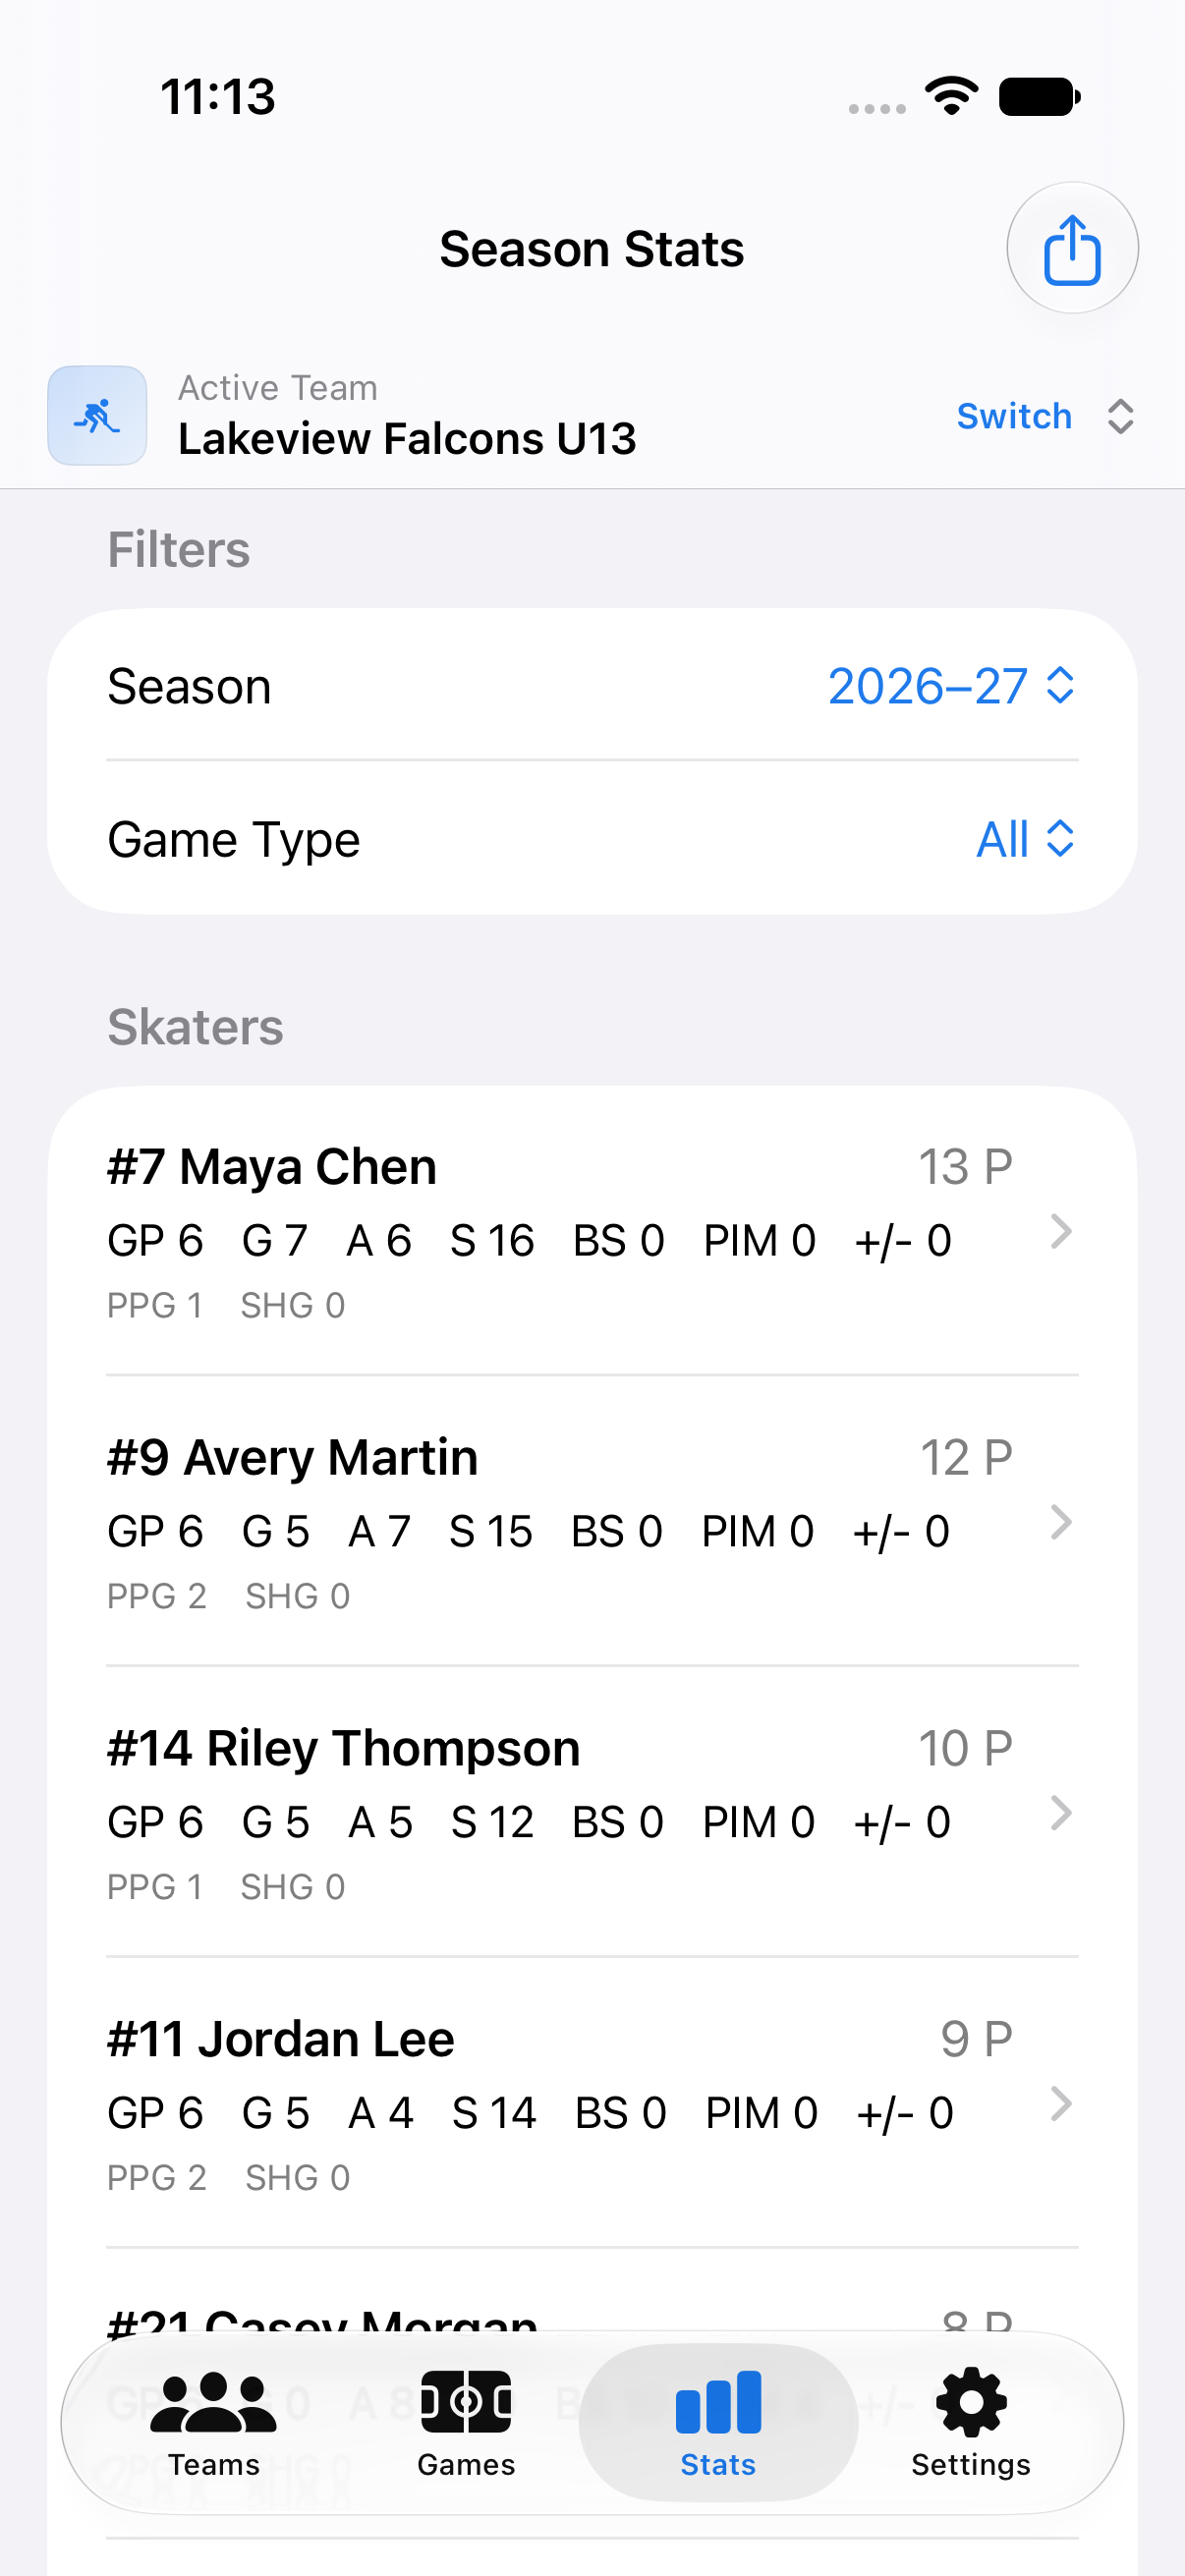 11:13
Season Stats
Active Team
Lakeview Falcons U13
Switch
Filters
Season 2026–27
Game Type All
Skaters
#7 Maya Chen 13 P
GP 6 G 7 A 6 S 16 BS 0 PIM 0 +/- 0
PPG 1 SHG 0
#9 Avery Martin 12 P
GP 6 G 5 A 7 S 15 BS 0 PIM 0 +/- 0
PPG 2 SHG 0
#14 Riley Thompson 10 P
GP 6 G 5 A 5 S 12 BS 0 PIM 0 +/- 0
PPG 1 SHG 0
#11 Jordan Lee 9 P
GP 6 G 5 A 4 S 14 BS 0 PIM 0 +/- 0
PPG 2 SHG 0
#21 Casey Morgan 8 P
Teams Games Stats Settings